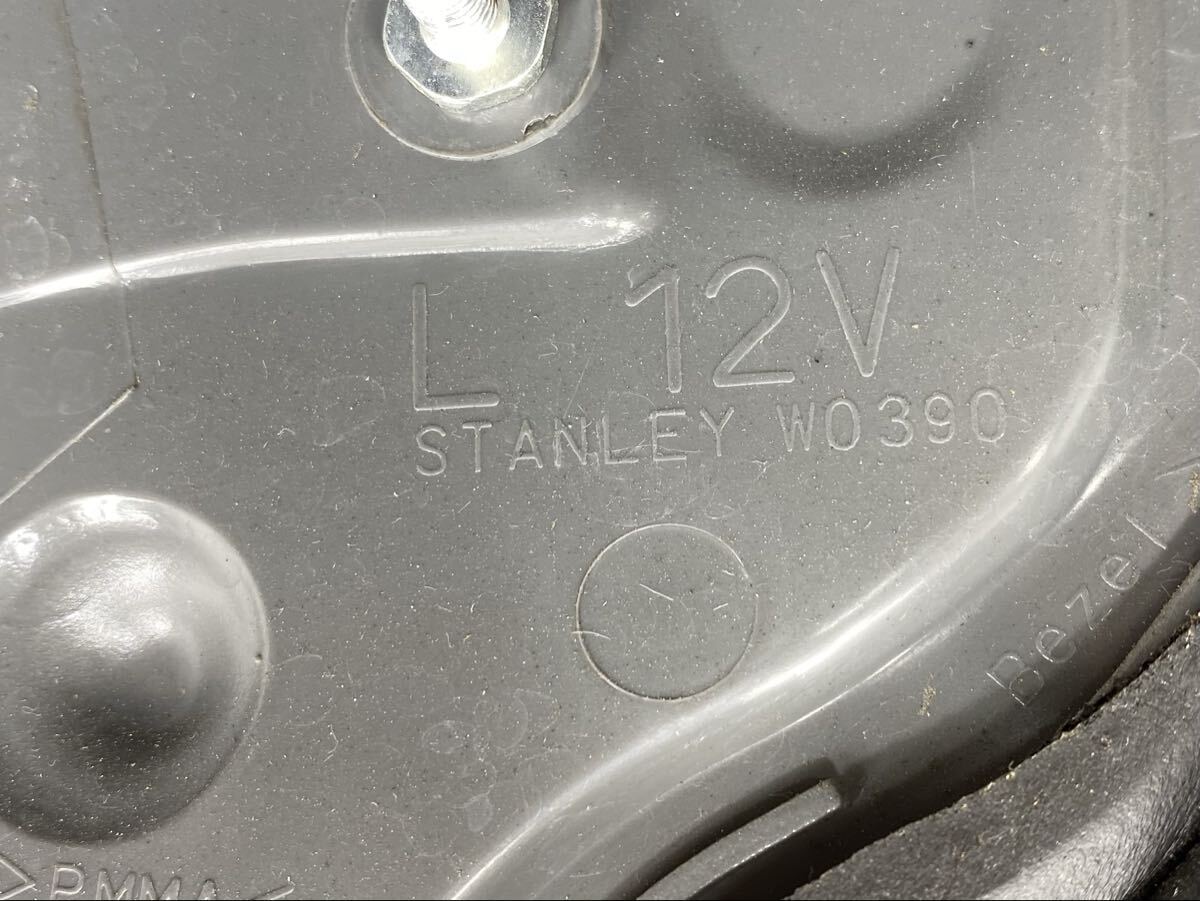 L 12V
STANLEY W0390
Bezel
>PMMA<